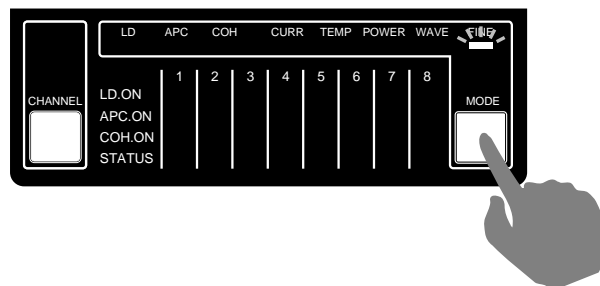 LD APC COH CURR TEMP POWER WAVE FINE
1 2 3 4 5 6 7 8
CHANNEL
LD.ON
MODE
APC.ON
COH.ON
STATUS